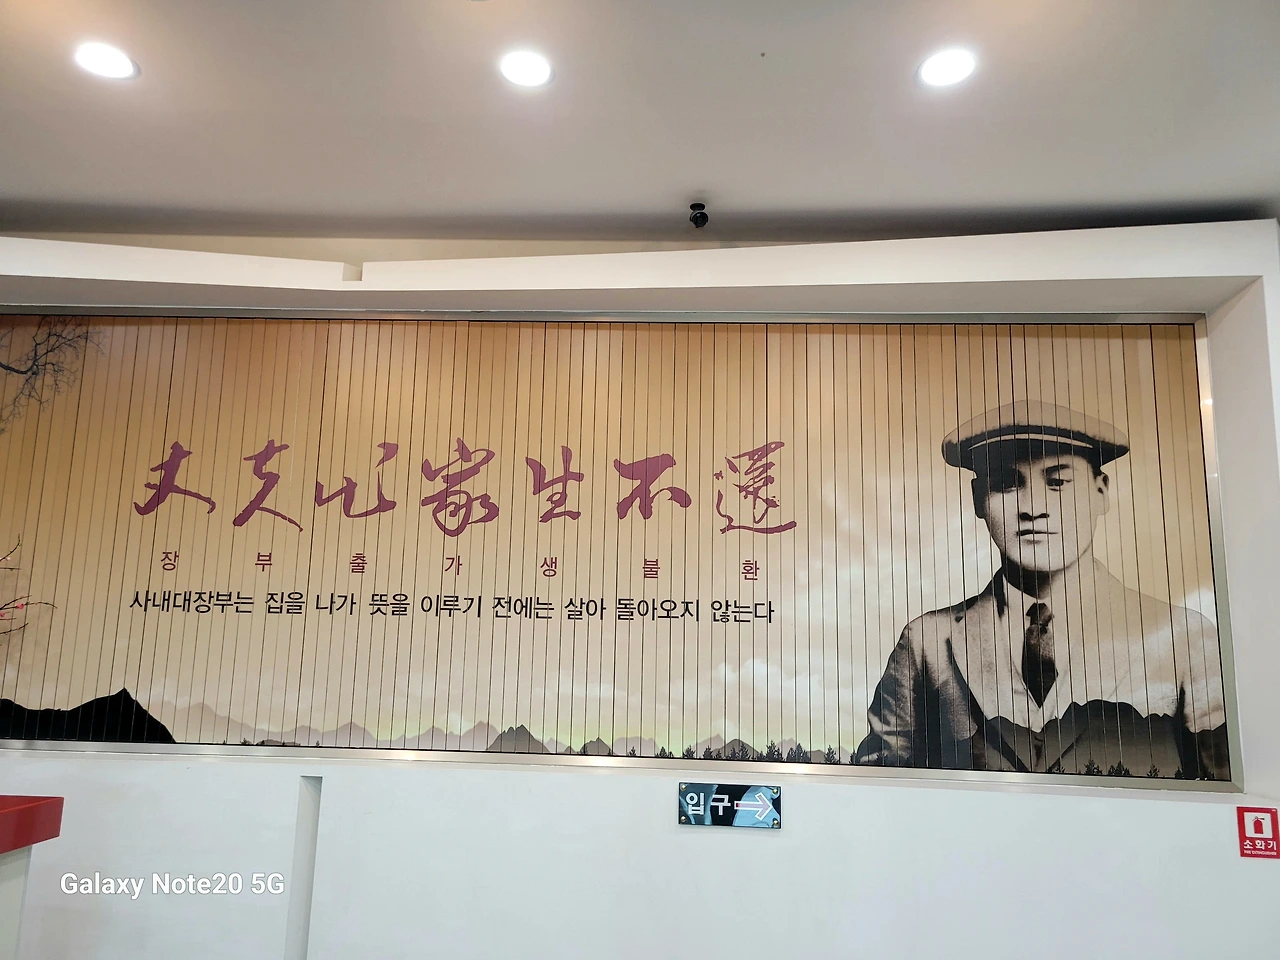 丈夫出家生不還
장 부 출 가 생 불 환
사내대장부는 집을 나가 뜻을 이루기 전에는 살아 돌아오지 않는다
입구
소화기
FIRE EXTINGUISHER
Galaxy Note20 5G